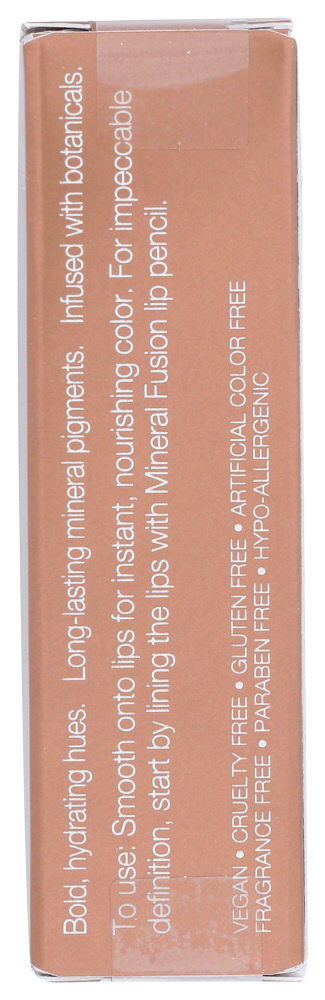 Bold, hydrating hues. Long-lasting mineral pigments. Infused with botanicals.
To use: Smooth onto lips for instant, nourishing color. For impeccable
definition, start by lining the lips with Mineral Fusion lip pencil.
VEGAN • CRUELTY FREE • GLUTEN FREE • ARTIFICIAL COLOR FREE
FRAGRANCE FREE • PARABEN FREE • HYPO-ALLERGENIC